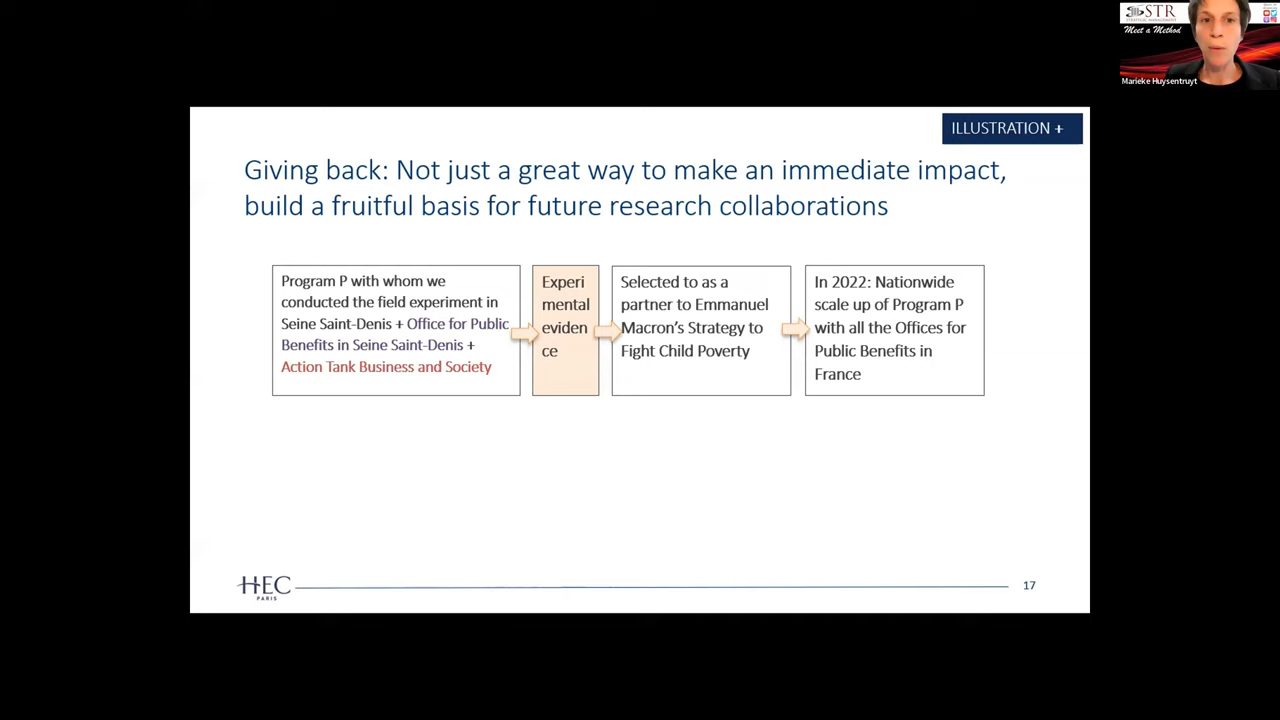 STR
STRATEGIC MANAGEMENT
Meet a Method
Marieke Huysentruyt
ILLUSTRATION +
Giving back: Not just a great way to make an immediate impact,
build a fruitful basis for future research collaborations
Program P with whom we
conducted the field experiment in
Seine Saint-Denis + Office for Public
Benefits in Seine Saint-Denis +
Action Tank Business and Society
Experi
mental
eviden
ce
Selected to as a
partner to Emmanuel
Macron's Strategy to
Fight Child Poverty
In 2022: Nationwide
scale up of Program P
with all the Offices for
Public Benefits in
France
HEC
PARIS
17